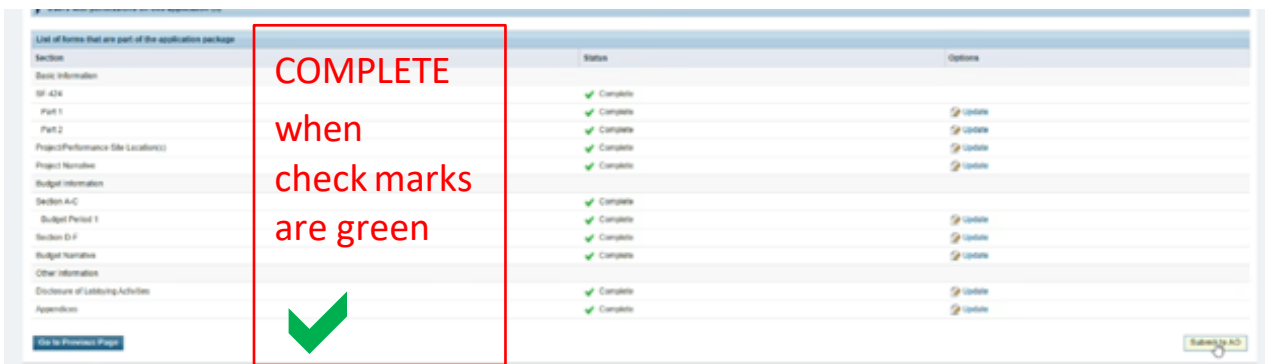 List of forms that are part of the application package
Section Status Options
Basic Information
SF-424 Complete
Part 1 Complete Update
Part 2 Complete Update
Project/Performance Site Location(s) Complete Update
Project Narrative Complete Update
Budget Information
Section A-C Complete
Budget Period 1 Complete Update
Section D-F Complete Update
Budget Narrative Complete Update
Other Information
Disclosure of Lobbying Activities Complete Update
Appendices Complete Update
COMPLETE
when
check marks
are green
Go to Previous Page Submit to AO